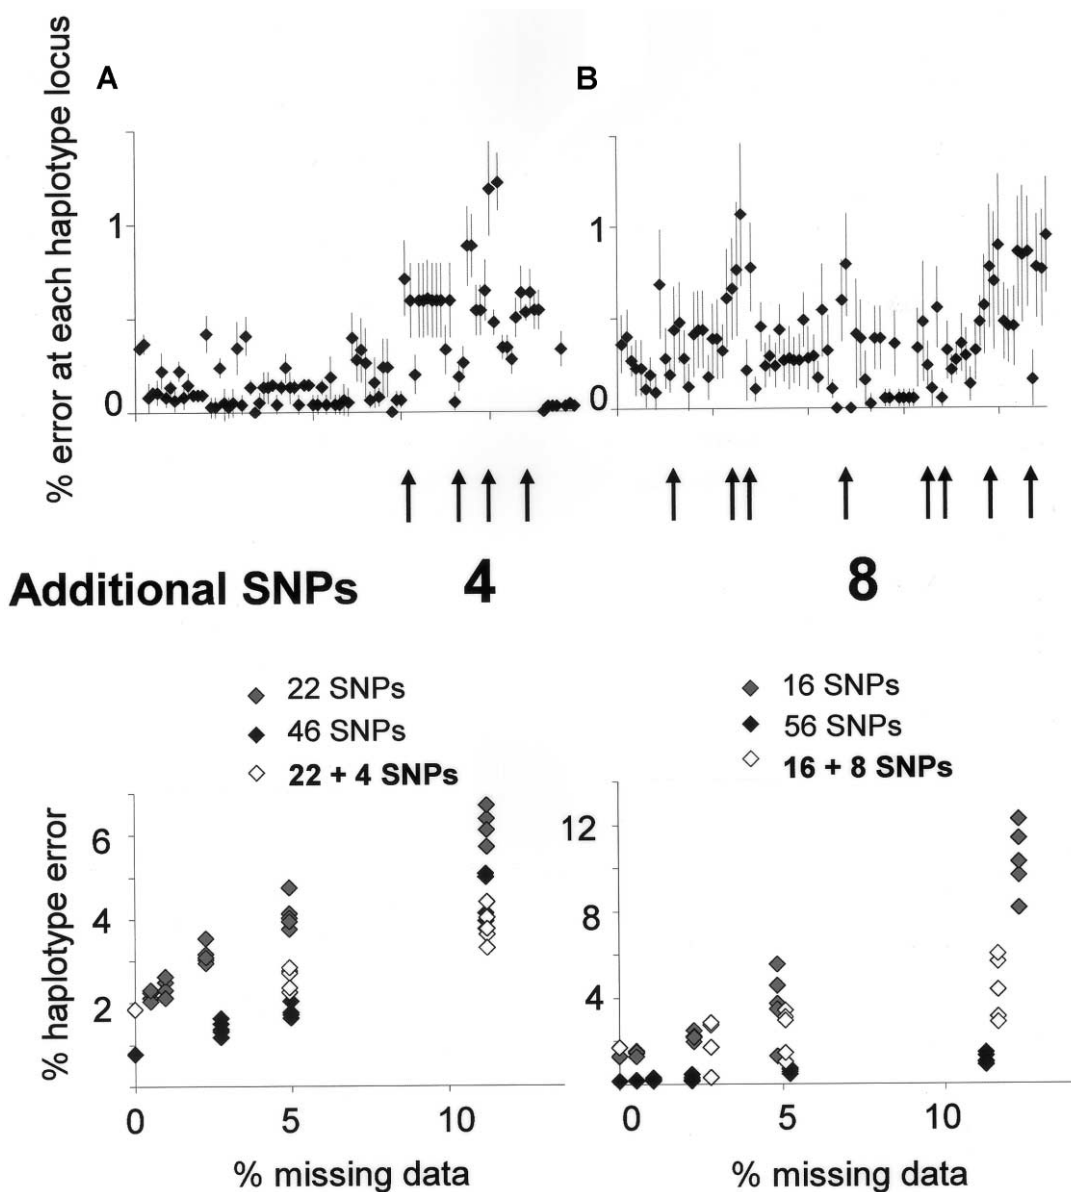 A
B
% error at each haplotype locus
1
0
1
0
Additional SNPs 4 8
22 SNPs
46 SNPs
22 + 4 SNPs
16 SNPs
56 SNPs
16 + 8 SNPs
% haplotype error
6
4
2
0 5 10
% missing data
12
8
4
0 5 10
% missing data